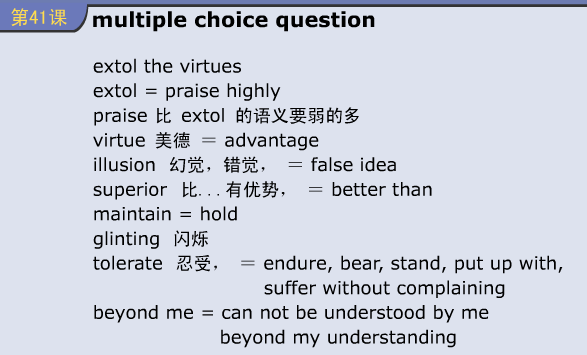 第41课
multiple choice question
extol the virtues
extol = praise highly
praise 比 extol 的语义要弱的多
virtue 美德 = advantage
illusion 幻觉，错觉， = false idea
superior 比...有优势， = better than
maintain = hold
glinting 闪烁
tolerate 忍受， = endure, bear, stand, put up with,
suffer without complaining
beyond me = can not be understood by me
beyond my understanding